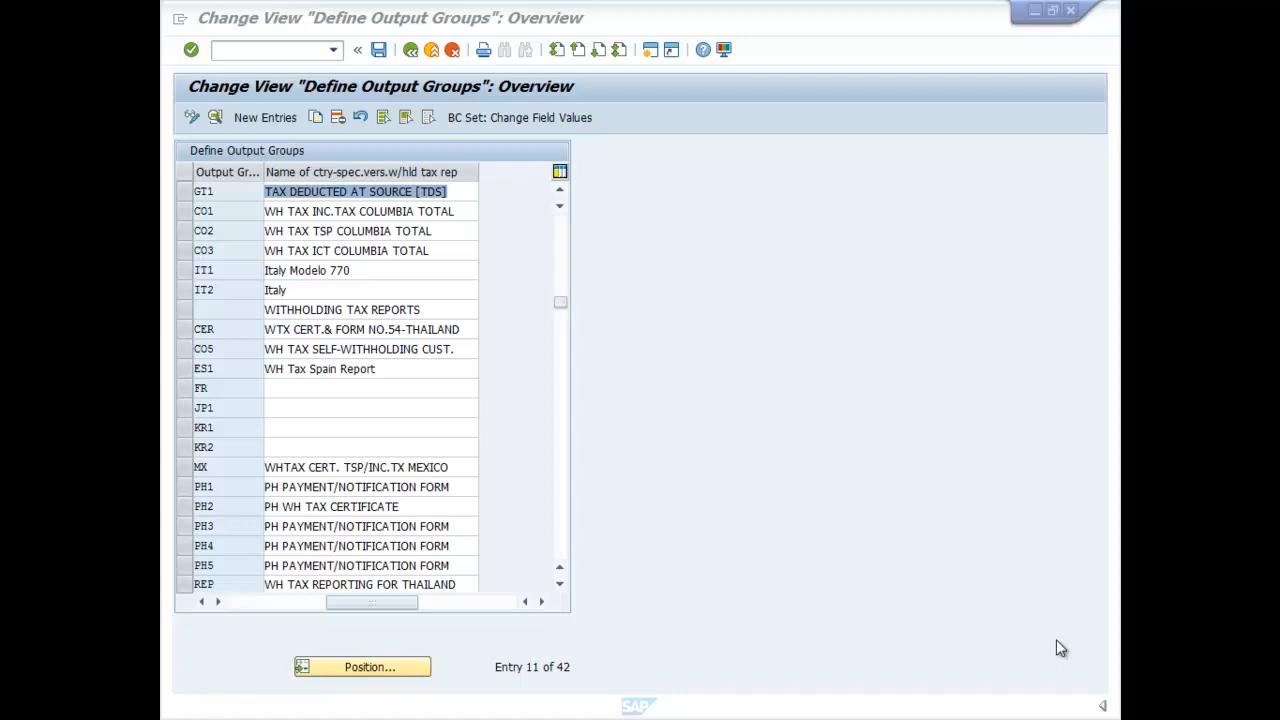 Change View "Define Output Groups": Overview
Change View "Define Output Groups": Overview
New Entries BC Set: Change Field Values
Define Output Groups
Output Gr... Name of ctry-spec.vers.w/hld tax rep
GT1 TAX DEDUCTED AT SOURCE [TDS]
CO1 WH TAX INC.TAX COLUMBIA TOTAL
CO2 WH TAX TSP COLUMBIA TOTAL
CO3 WH TAX ICT COLUMBIA TOTAL
IT1 Italy Modelo 770
IT2 Italy
WITHHOLDING TAX REPORTS
CER WTX CERT.& FORM NO.54-THAILAND
CO5 WH TAX SELF-WITHHOLDING CUST.
ES1 WH Tax Spain Report
FR
JP1
KR1
KR2
MX WHTAX CERT. TSP/INC.TX MEXICO
PH1 PH PAYMENT/NOTIFICATION FORM
PH2 PH WH TAX CERTIFICATE
PH3 PH PAYMENT/NOTIFICATION FORM
PH4 PH PAYMENT/NOTIFICATION FORM
PH5 PH PAYMENT/NOTIFICATION FORM
REP WH TAX REPORTING FOR THAILAND
Position... Entry 11 of 42
SAP